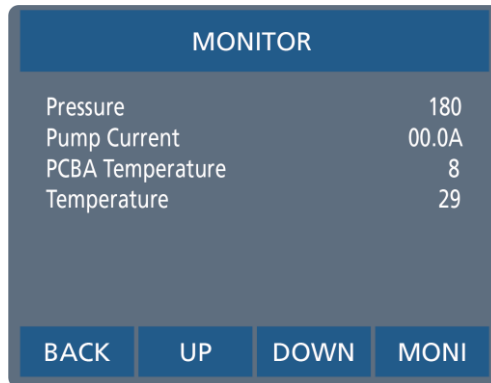 MONITOR
Pressure 180
Pump Current 00.0A
PCBA Temperature 8
Temperature 29
BACK UP DOWN MONI